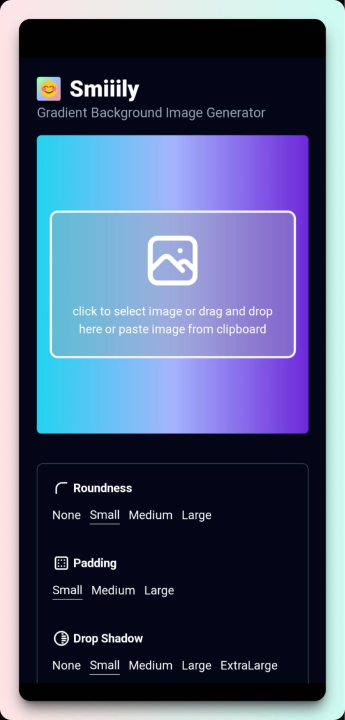 Smiiily
Gradient Background Image Generator
click to select image or drag and drop
here or paste image from clipboard
Roundness
None Small Medium Large
Padding
Small Medium Large
Drop Shadow
None Small Medium Large ExtraLarge